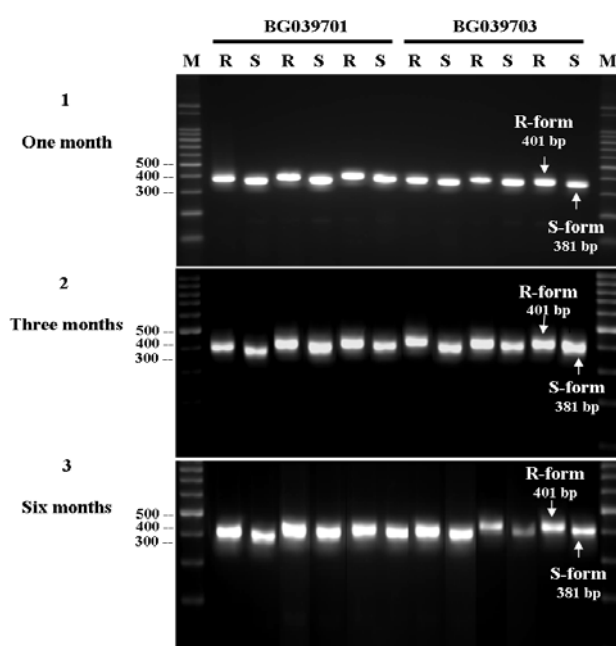 BG039701 BG039703
M R S R S R S R S R S R S M
1
One month
500 --
400 --
300 --
R-form
401 bp
S-form
381 bp
2
Three months
500 --
400 --
300 --
R-form
401 bp
S-form
381 bp
3
Six months
500 --
400 --
300 --
R-form
401 bp
S-form
381 bp